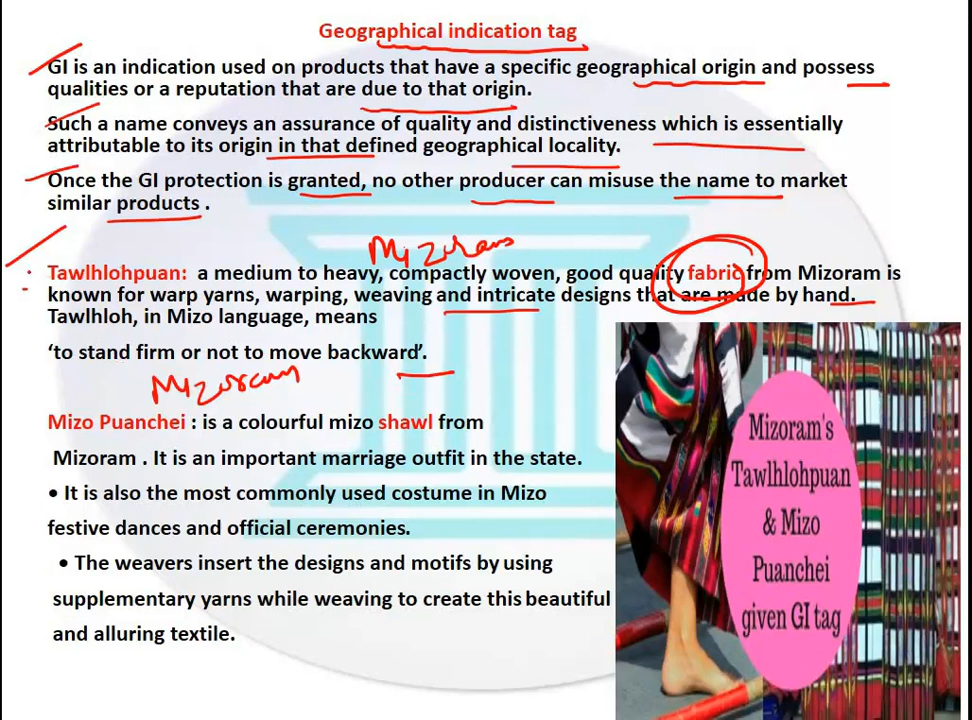 Geographical indication tag
GI is an indication used on products that have a specific geographical origin and possess
qualities or a reputation that are due to that origin.
Such a name conveys an assurance of quality and distinctiveness which is essentially
attributable to its origin in that defined geographical locality.
Once the GI protection is granted, no other producer can misuse the name to market
similar products .
Mizoram
Tawlhlohpuan: a medium to heavy, compactly woven, good quality fabric from Mizoram is
known for warp yarns, warping, weaving and intricate designs that are made by hand.
Tawlhloh, in Mizo language, means
‘to stand firm or not to move backward’.
Mizoram
Mizo Puanchei : is a colourful mizo shawl from
Mizoram . It is an important marriage outfit in the state.
• It is also the most commonly used costume in Mizo
festive dances and official ceremonies.
• The weavers insert the designs and motifs by using
supplementary yarns while weaving to create this beautiful
and alluring textile.
Mizoram's
Tawlhlohpuan
& Mizo
Puanchei
given GI tag